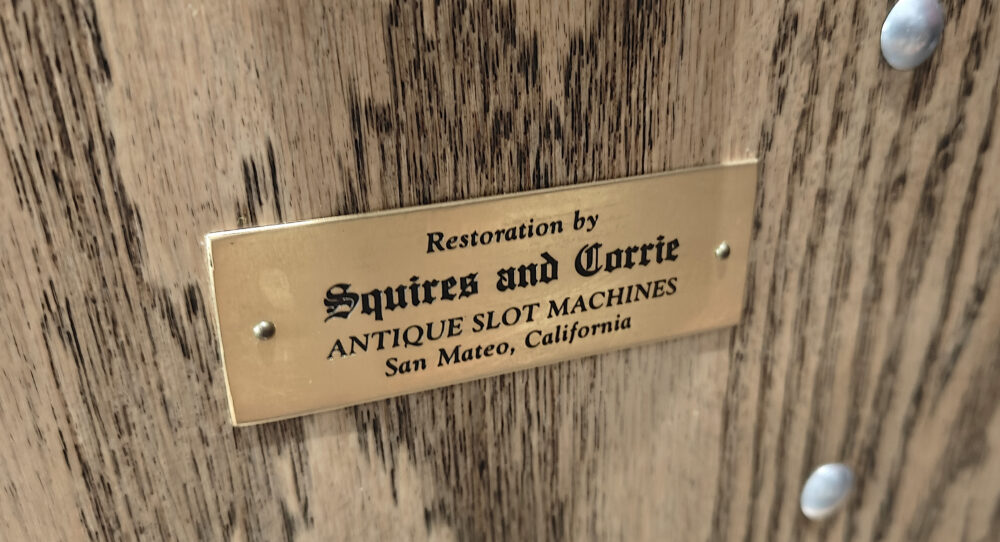 Restoration by
Squires and Corrie
ANTIQUE SLOT MACHINES
San Mateo, California